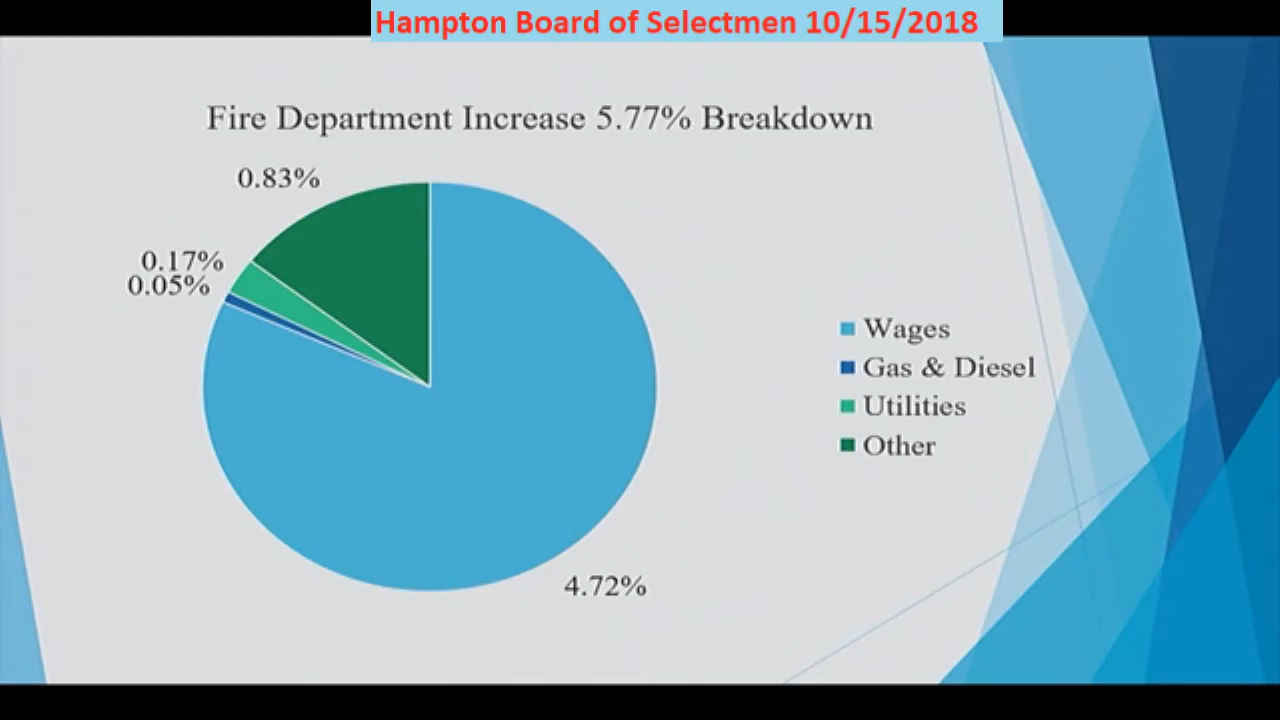 Hampton Board of Selectmen 10/15/2018
Fire Department Increase 5.77% Breakdown
0.83%
0.17%
0.05%
4.72%
Wages
Gas & Diesel
Utilities
Other